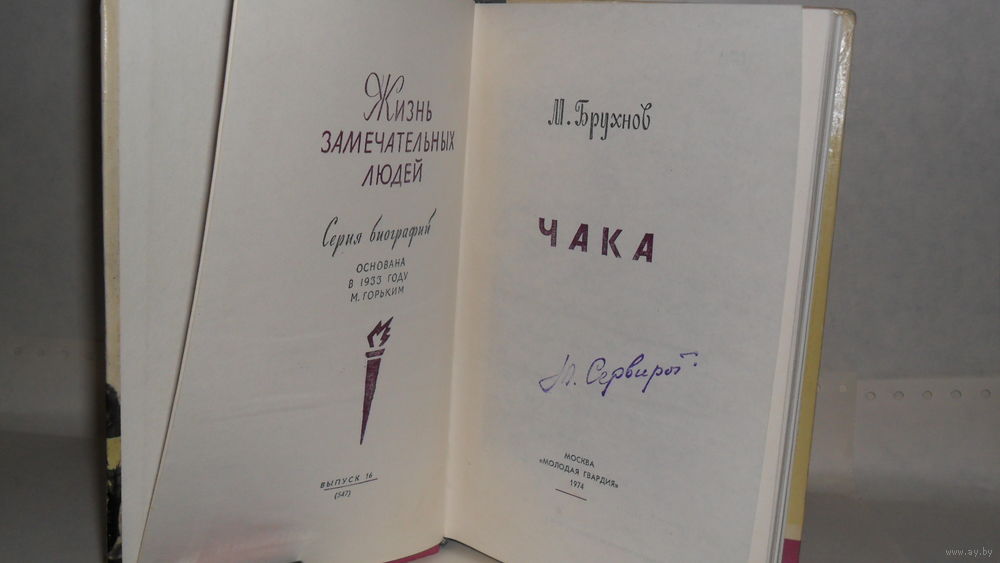 Жизнь
ЗАМЕЧАТЕЛЬНЫХ
ЛЮДЕЙ
Серия биографий
ОСНОВАНА
В 1933 ГОДУ
М. ГОРЬКИМ
ВЫПУСК 16
(547)
М. Брухнов
ЧАКА
МОСКВА
«МОЛОДАЯ ГВАРДИЯ»
1974
www.ay.by